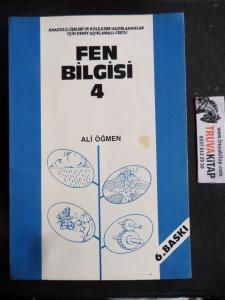 ANADOLU LİSELERİ VE KOLEJLERE HAZIRLANANLAR
İÇİN DENEY AÇIKLAMALI-TESTLİ
FEN
BİLGİSİ
4
ALİ ÖĞMEN
6. BASKI
TRUVAKİTAP